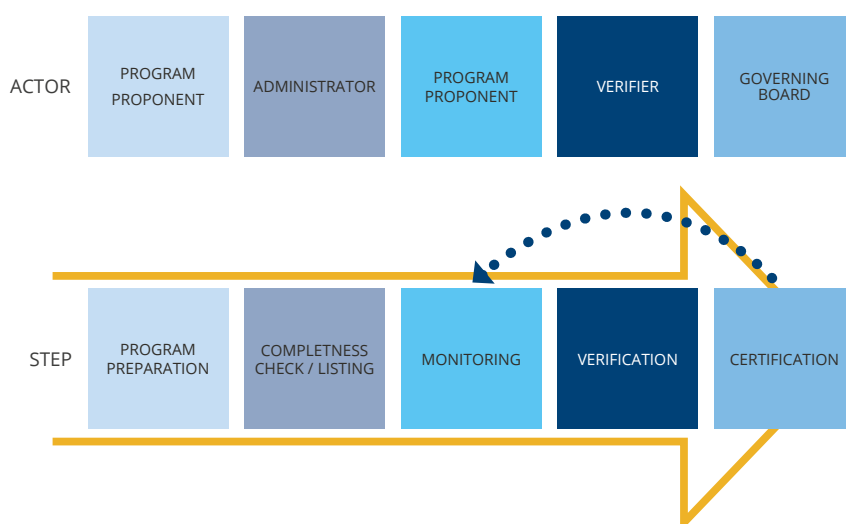 ACTOR
PROGRAM
PROPONENT
ADMINISTRATOR
PROGRAM
PROPONENT
VERIFIER
GOVERNING
BOARD
STEP
PROGRAM
PREPARATION
COMPLETNESS
CHECK / LISTING
MONITORING
VERIFICATION
CERTIFICATION